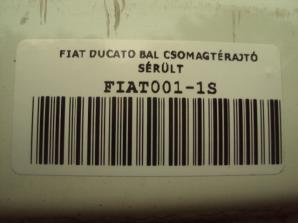 FIAT DUCATO BAL CSOMAGTÉRAJTÓ
SÉRÜLT
FIAT001-1S